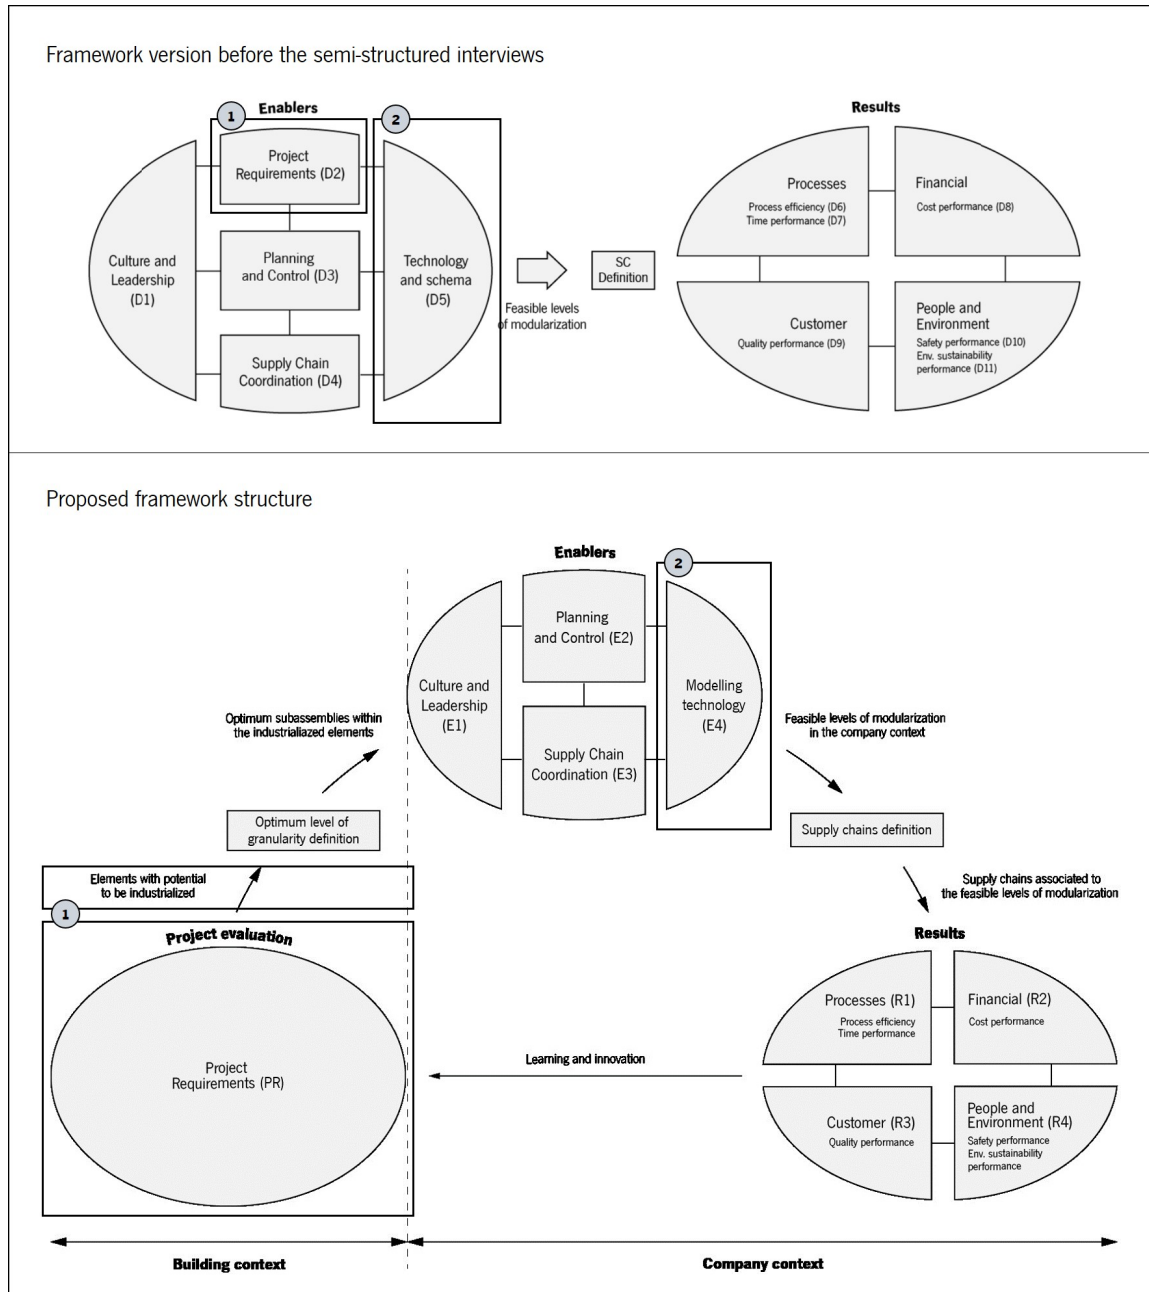 Framework version before the semi-structured interviews
1
Enablers
2
Results
Project
Requirements (D2)
Culture and
Leadership
(D1)
Planning
and Control (D3)
Technology
and schema
(D5)
Supply Chain
Coordination (D4)
Feasible levels
of modularization
SC
Definition
Processes
Process efficiency (D6)
Time performance (D7)
Financial
Cost performance (D8)
Customer
Quality performance (D9)
People and
Environment
Safety performance (D10)
Env. sustainability
performance (D11)
Proposed framework structure
Enablers
2
Planning
and Control (E2)
Culture and
Leadership
(E1)
Modelling
technology
(E4)
Supply Chain
Coordination (E3)
Optimum subassemblies within
the industrialiazed elements
Feasible levels of modularization
in the company context
Optimum level of
granularity definition
Supply chains definition
Elements with potential
to be industrialized
Supply chains associated to
the feasible levels of modularization
1
Project evaluation
Results
Project
Requirements (PR)
Processes (R1)
Process efficiency
Time performance
Financial (R2)
Cost performance
Learning and innovation
Customer (R3)
Quality performance
People and
Environment (R4)
Safety performance
Env. sustainability
performance
Building context
Company context